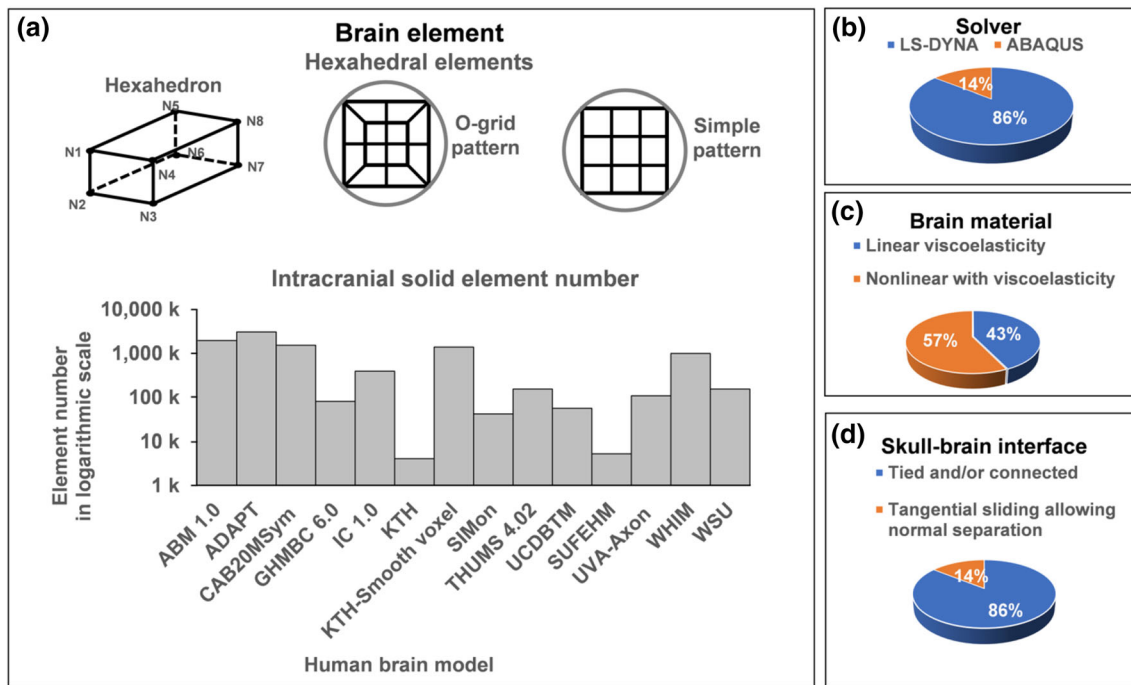 (a)
Brain element
Hexahedral elements
Hexahedron
N5
N8
N1
N6
N4
N7
N2
N3
O-grid
pattern
Simple
pattern
Intracranial solid element number
Element number
in logarithmic scale
10,000 k
1,000 k
100 k
10 k
1 k
ABM 1.0
ADAPT
CAB20MSym
GHMBC 6.0
IC 1.0
KTH
KTH-Smooth voxel
SIMon
THUMS 4.02
UCDBTM
SUFEHM
UVA-Axon
WHIM
WSU
Human brain model
(b)
Solver
LS-DYNA ABAQUS
14%
86%
(c)
Brain material
Linear viscoelasticity
Nonlinear with viscoelasticity
57%
43%
(d)
Skull-brain interface
Tied and/or connected
Tangential sliding allowing
normal separation
14%
86%